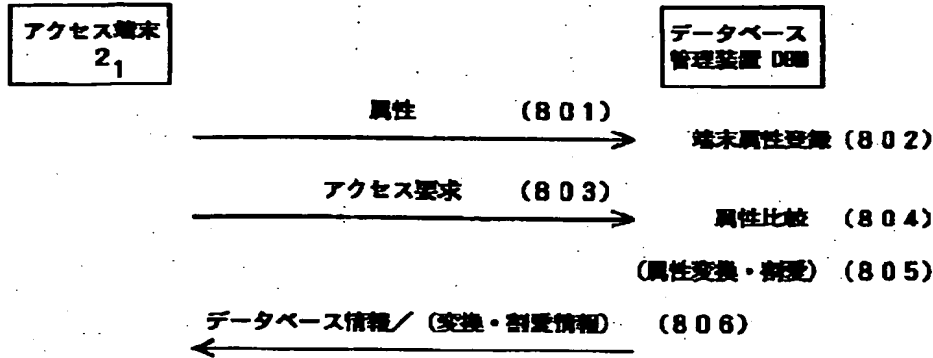 アクセス端末
2₁
データベース
管理装置 DBM
属性 (801)
端末属性登録 (802)
アクセス要求 (803)
属性比較 (804)
(属性変換・割愛) (805)
データベース情報/(変換・割愛情報) (806)